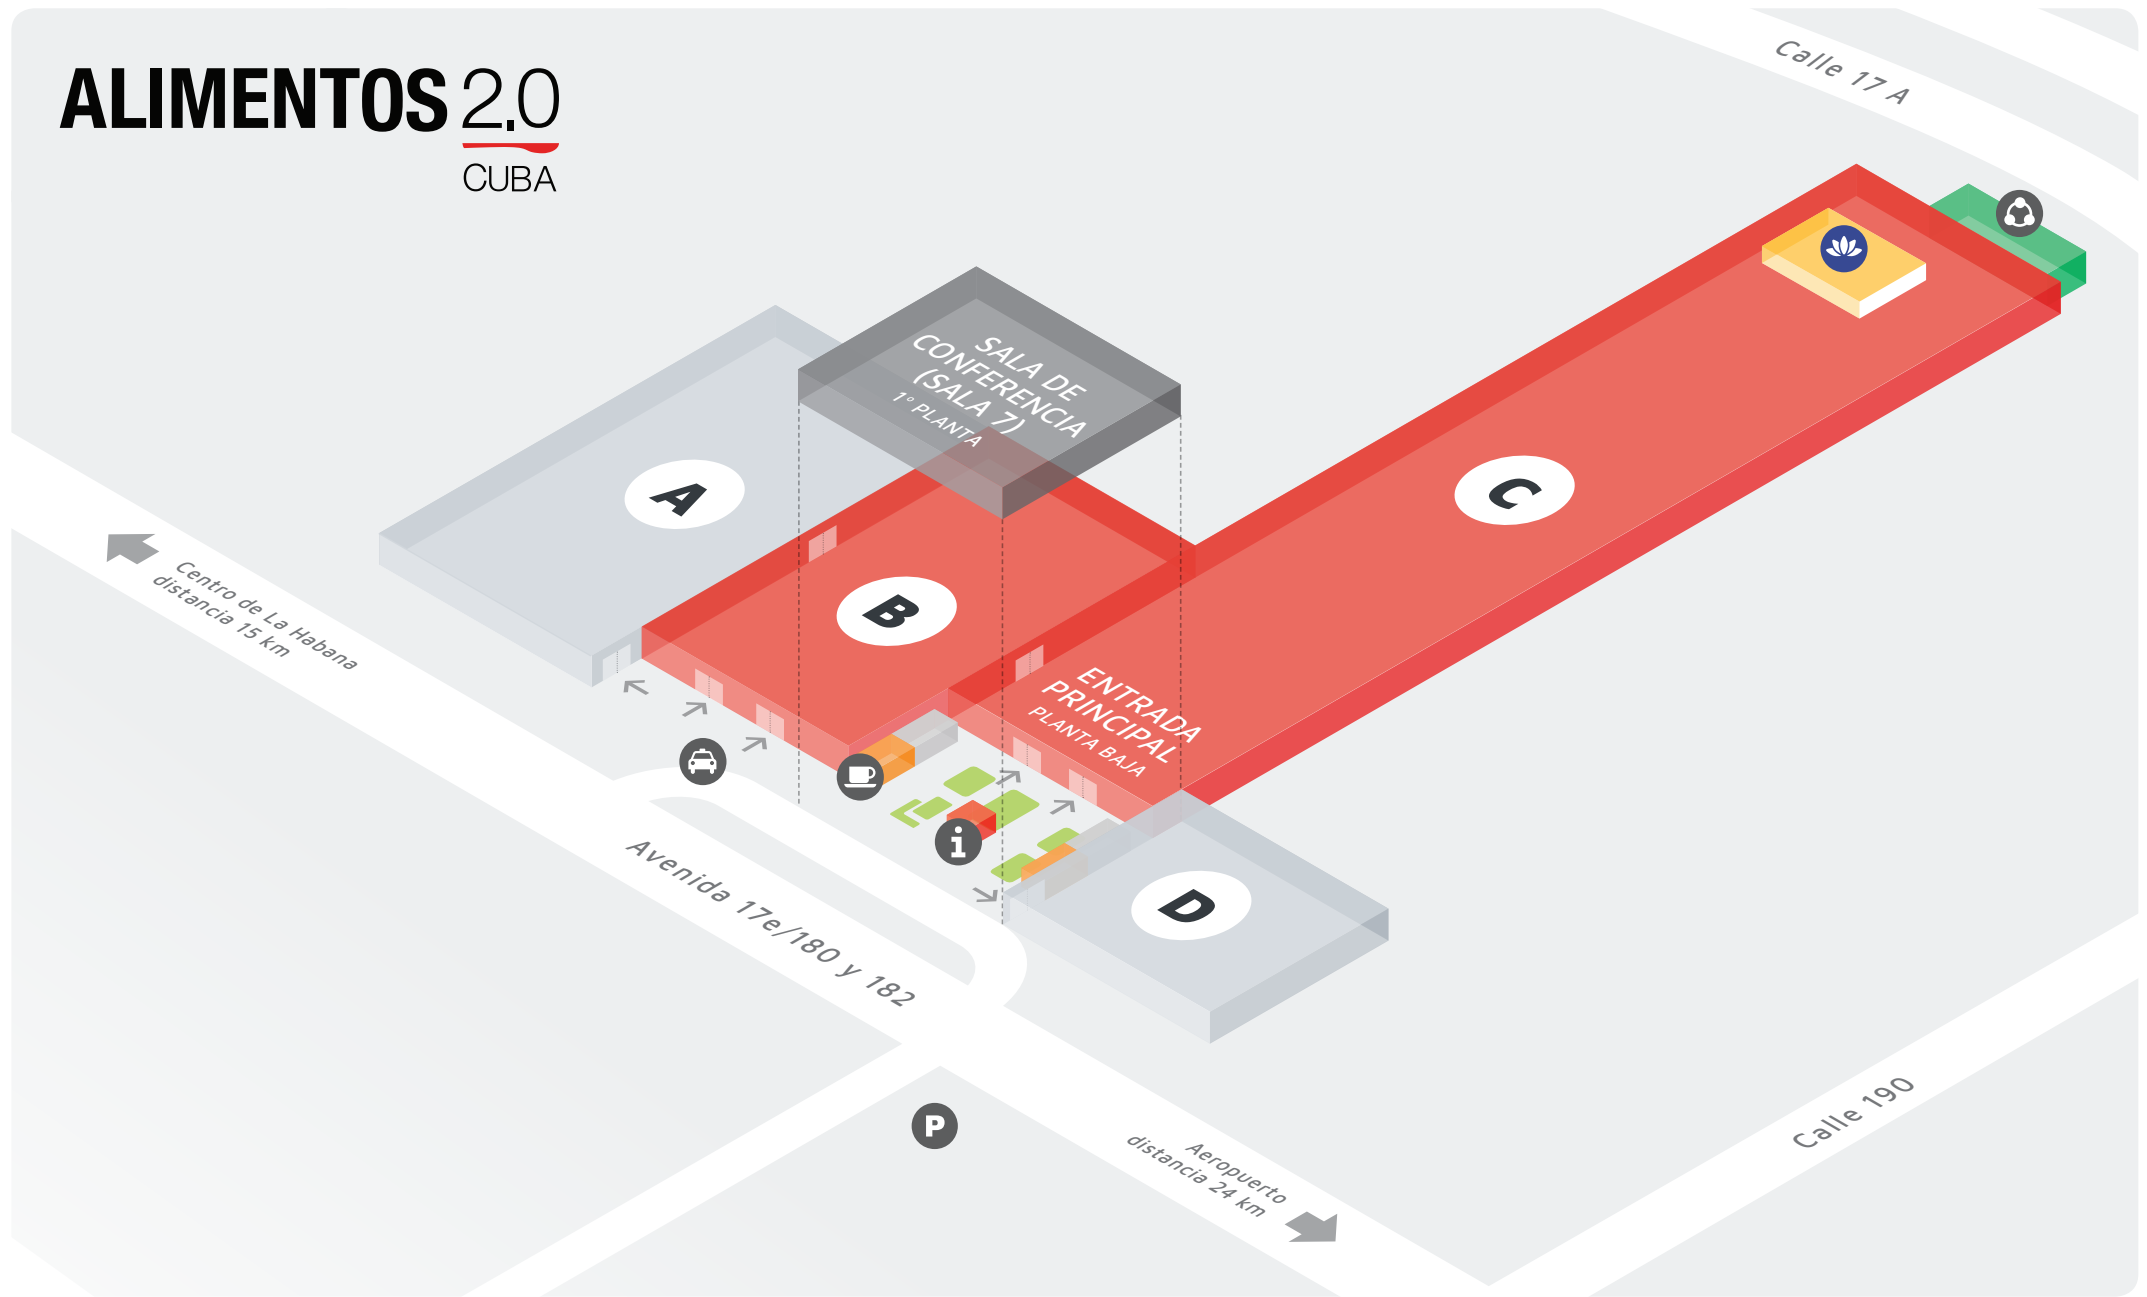 ALIMENTOS 2.0
CUBA
Calle 17 A
SALA DE
CONFERENCIA
(SALA 7)
1° PLANTA
A
B
C
Centro de La Habana
distancia 15 km
ENTRADA
PRINCIPAL
PLANTA BAJA
i
D
Avenida 17e/180 y 182
P
Aeropuerto
distancia 24 km
Calle 190